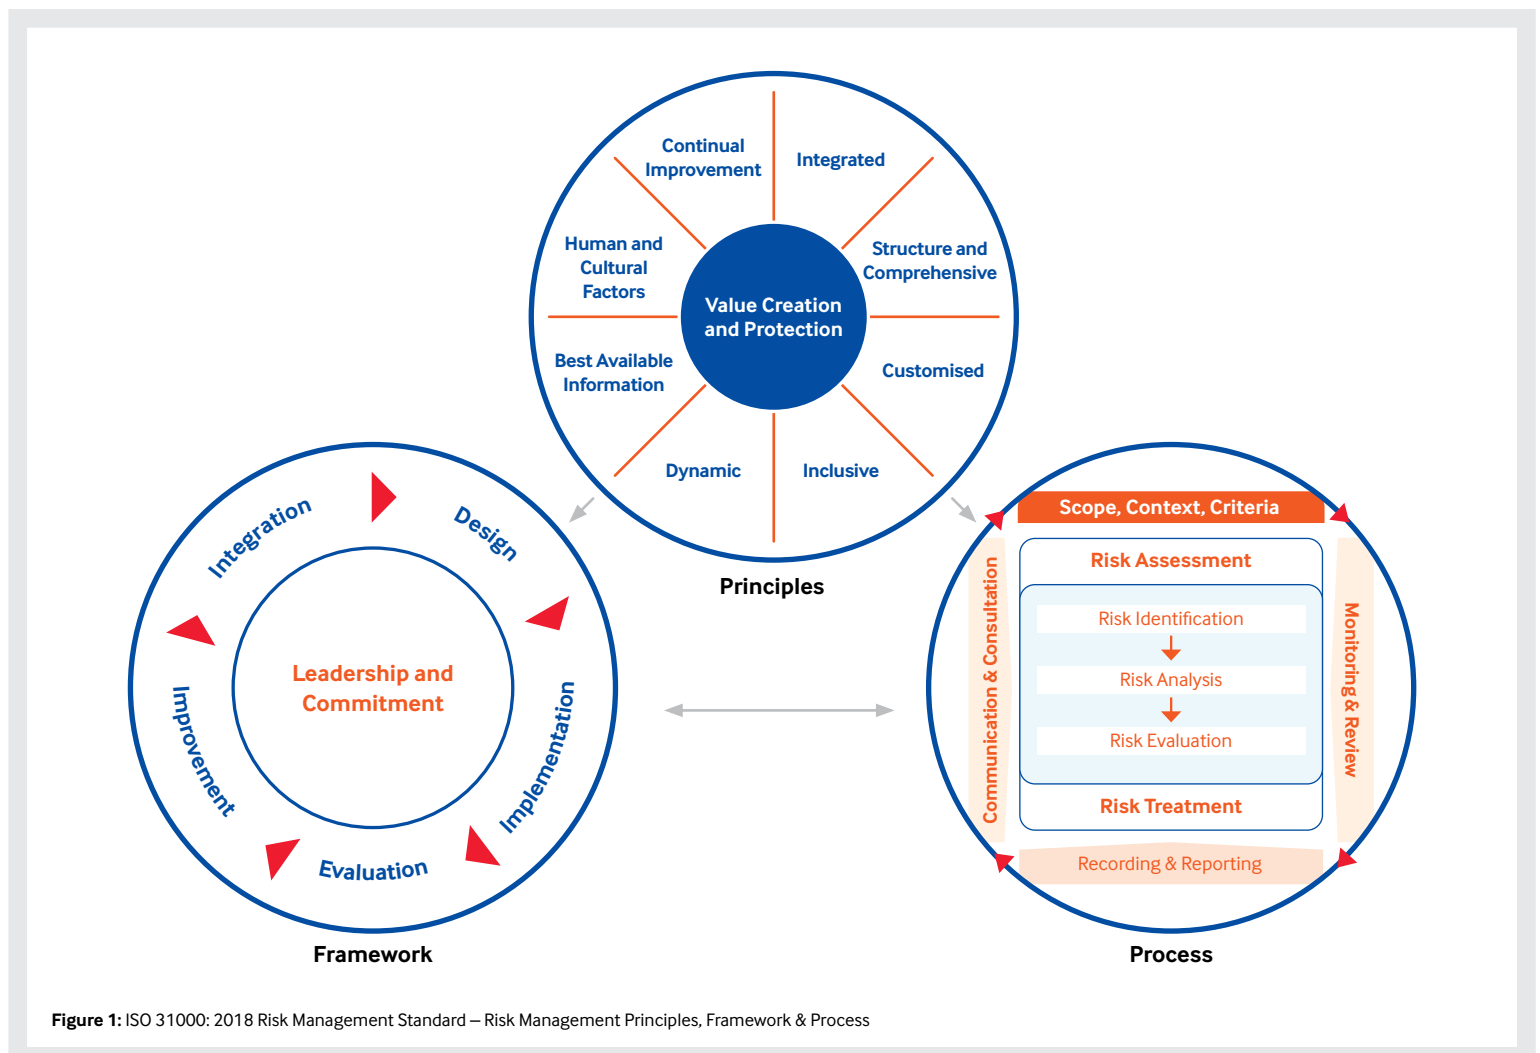 Continual
Improvement
Integrated
Human and
Cultural
Factors
Structure and
Comprehensive
Value Creation
and Protection
Best Available
Information
Customised
Dynamic
Inclusive
Principles
Integration
Design
Leadership and
Commitment
Improvement
Implementation
Evaluation
Framework
Scope, Context, Criteria
Communication & Consultation
Risk Assessment
Risk Identification
Risk Analysis
Risk Evaluation
Risk Treatment
Monitoring & Review
Recording & Reporting
Process
Figure 1: ISO 31000: 2018 Risk Management Standard – Risk Management Principles, Framework & Process